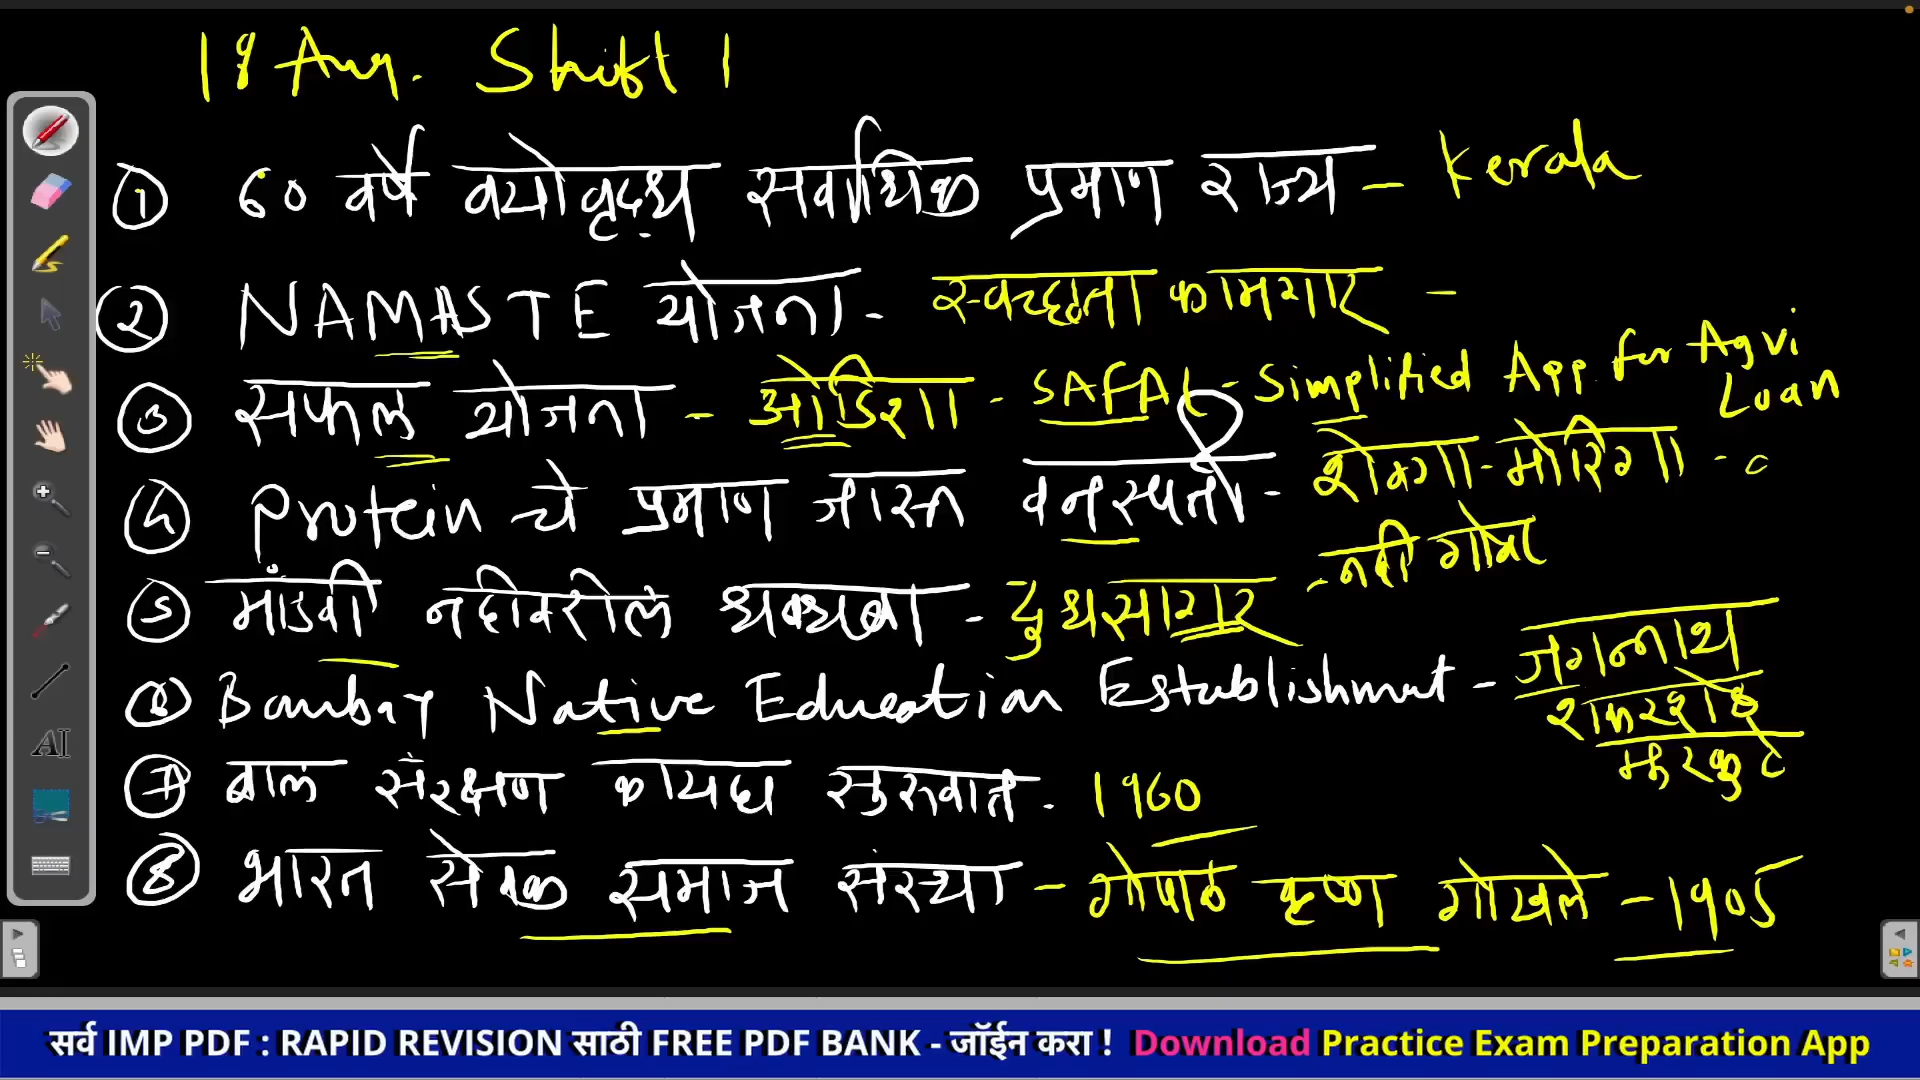 18 Aug. Shift 1
① 60 वर्षे वयोवृद्ध सर्वाधिक प्रमाण राज्य – Kerala
② NAMASTE योजना - स्वच्छता कामगार –
③ सफल योजना - ओडिशा - SAFAL - Simplified App. for Agri Loan
④ Protein चे प्रमाण जास्त वनस्पती - शेवगा - मोरिंगा -
⑤ मांडवी नदीवरील धबधबा - दुधसागर - नदी गोवा
⑥ Bombay Native Education Establishment - जगन्नाथ शंकरशेठ मुरकुटे
⑦ बाल संरक्षण कायदा सुरुवात - 1960
⑧ भारत सेवक समाज संस्था - गोपाळ कृष्ण गोखले - 1905
सर्व IMP PDF : RAPID REVISION साठी FREE PDF BANK - जॉईन करा ! Download Practice Exam Preparation App